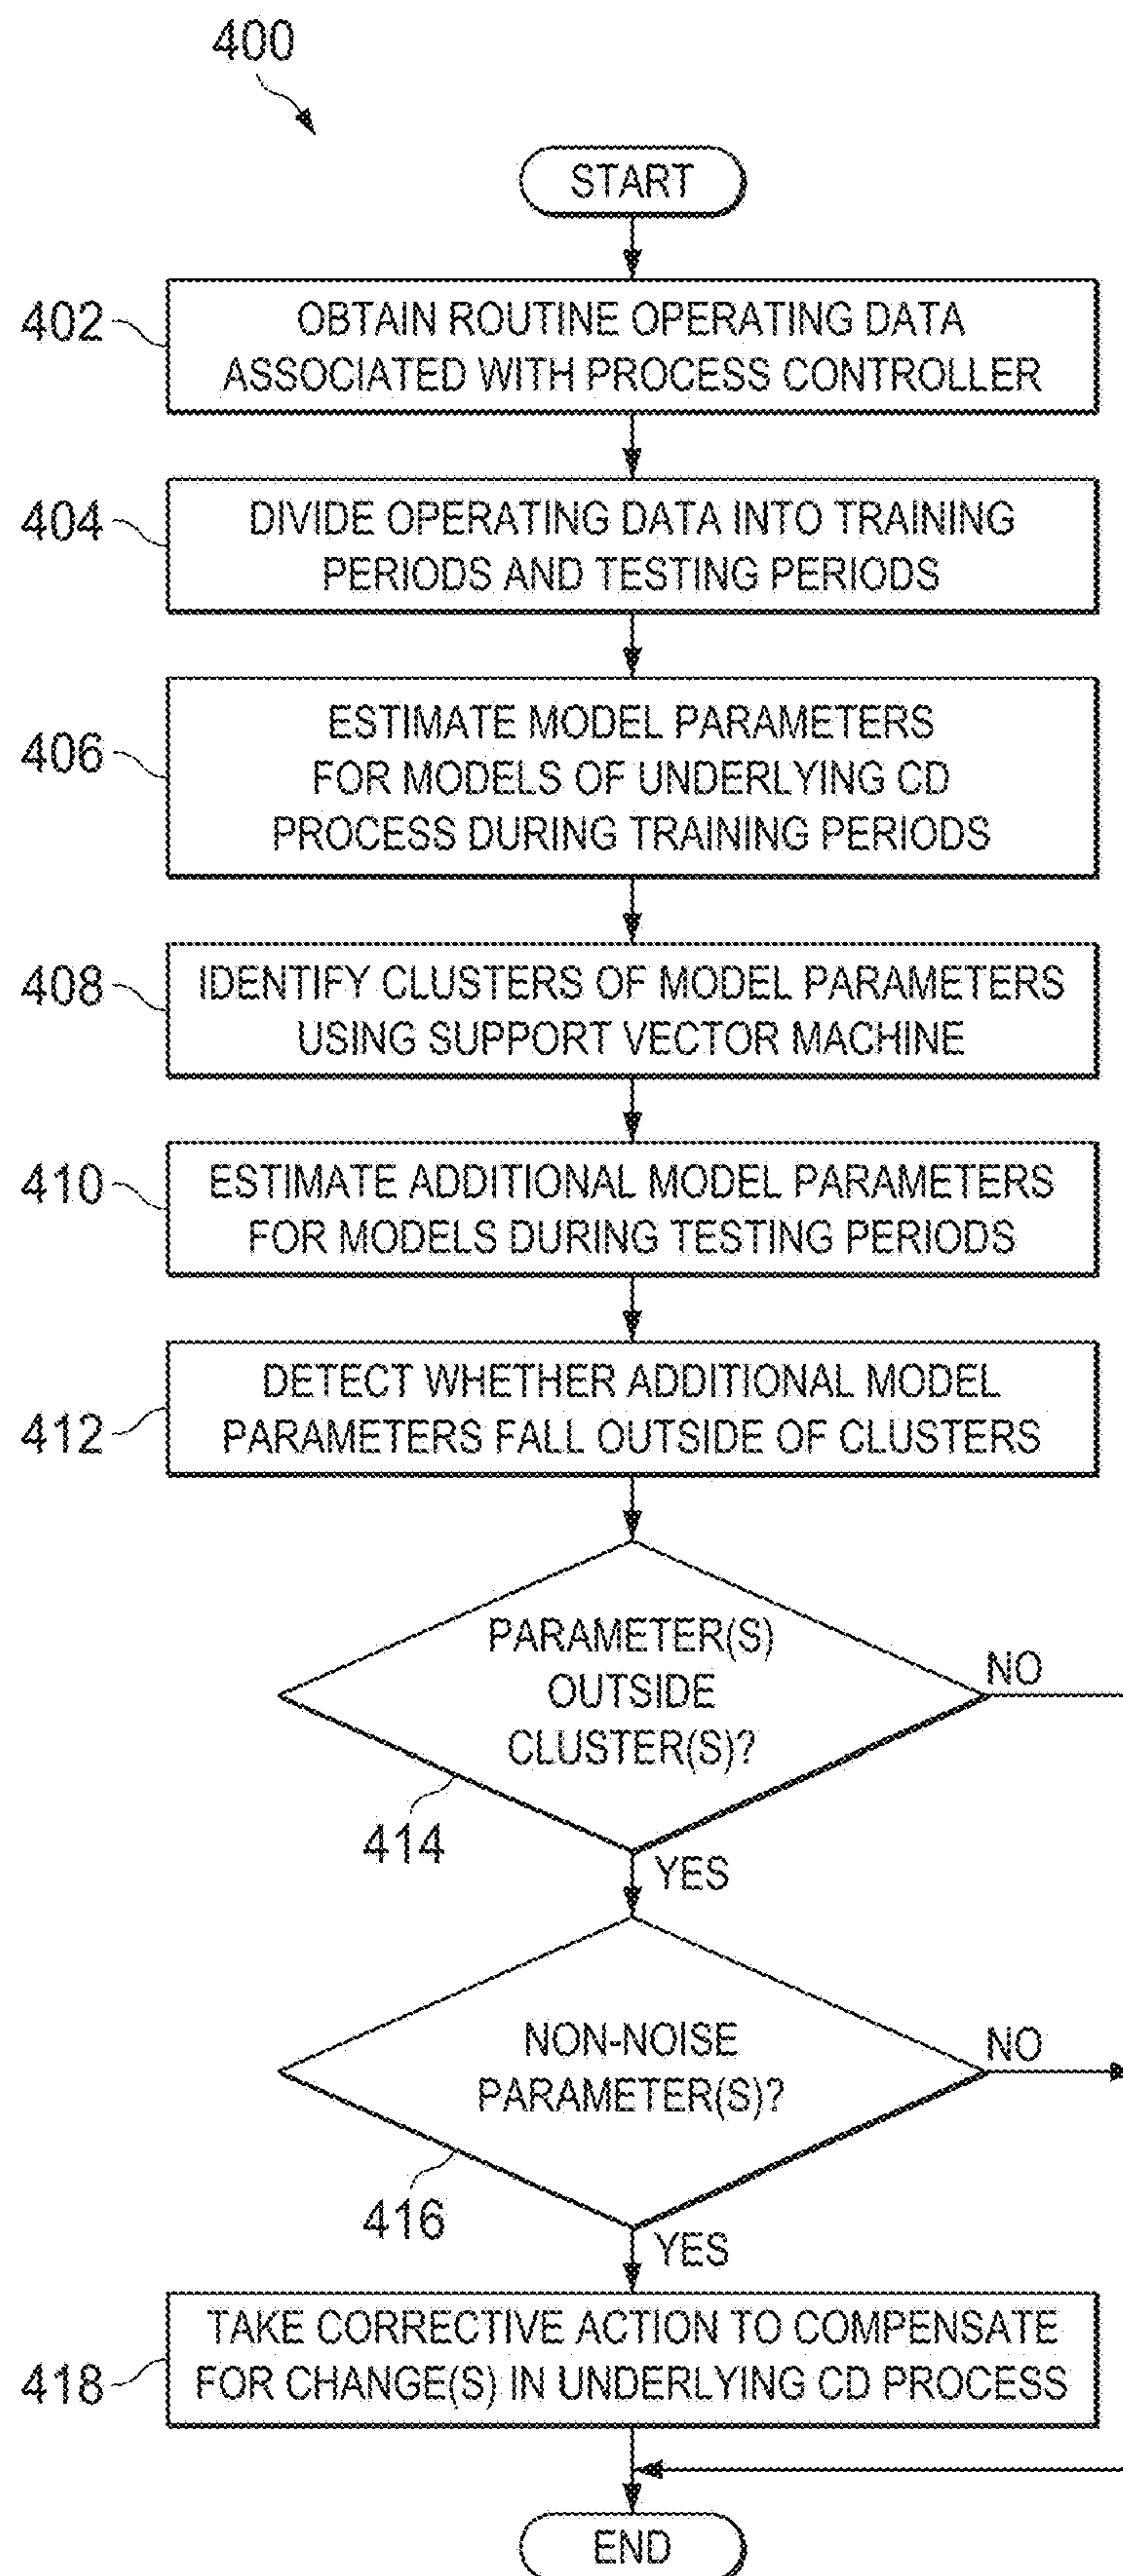 400
START
402
OBTAIN ROUTINE OPERATING DATA
ASSOCIATED WITH PROCESS CONTROLLER
404
DIVIDE OPERATING DATA INTO TRAINING
PERIODS AND TESTING PERIODS
406
ESTIMATE MODEL PARAMETERS
FOR MODELS OF UNDERLYING CD
PROCESS DURING TRAINING PERIODS
408
IDENTIFY CLUSTERS OF MODEL PARAMETERS
USING SUPPORT VECTOR MACHINE
410
ESTIMATE ADDITIONAL MODEL PARAMETERS
FOR MODELS DURING TESTING PERIODS
412
DETECT WHETHER ADDITIONAL MODEL
PARAMETERS FALL OUTSIDE OF CLUSTERS
PARAMETER(S)
OUTSIDE
CLUSTER(S)?
NO
414
YES
NON-NOISE
PARAMETER(S)?
NO
416
YES
418
TAKE CORRECTIVE ACTION TO COMPENSATE
FOR CHANGE(S) IN UNDERLYING CD PROCESS
END